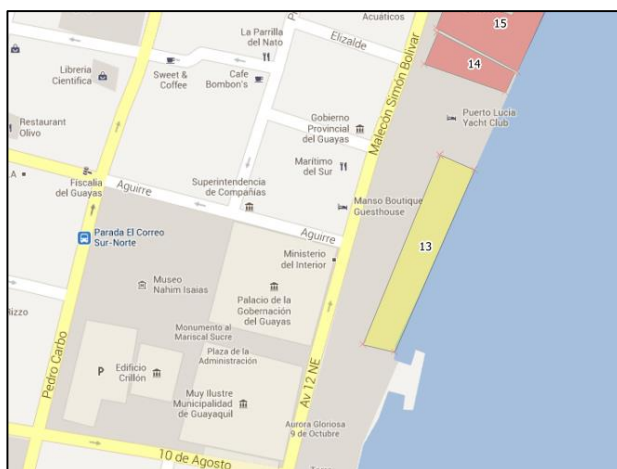 15
Acuáticos
La Parrilla
del Nato
Elizalde
14
Libreria
Cientifica
Sweet &
Coffee
Cafe
Bombon's
Malecón Simón Bolívar
Puerto Lucia
Yacht Club
Gobierno
Provincial
del Guayas
Restaurant
Olivo
Marítimo
del Sur
Fiscalia
del Guayas
A
Aguirre
Superintendencia
de Compañías
Manso Boutique
Guesthouse
Aguirre
Parada El Correo
Sur-Norte
13
Ministerio
del Interior
Museo
Nahim Isaias
Palacio de la
Gobernación
del Guayas
Rizzo
Monumento al
Mariscal Sucre
Plaza de la
Administración
Pedro Carbo
P
Edificio
Crillón
Av 12 NE
Muy Ilustre
Municipalidad
de Guayaquil
Aurora Gloriosa
9 de Octubre
10 de Agosto